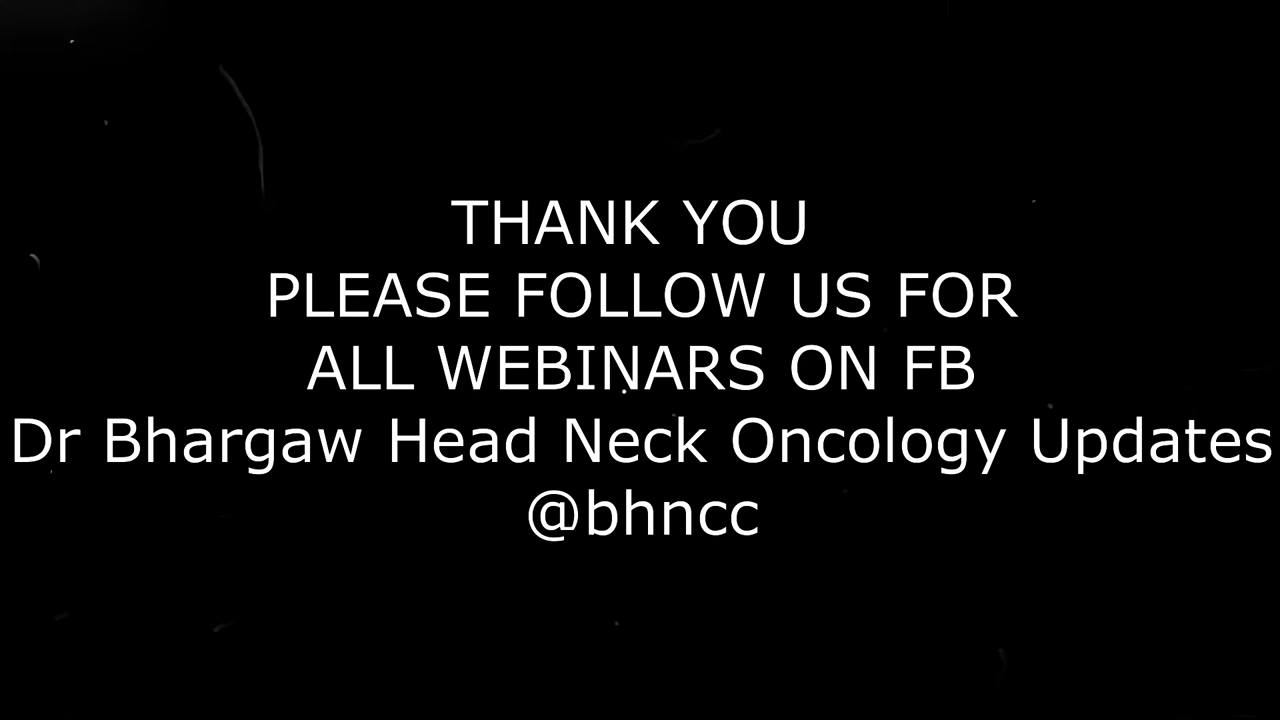 THANK YOU
PLEASE FOLLOW US FOR
ALL WEBINARS ON FB
Dr Bhargaw Head Neck Oncology Updates
@bhncc